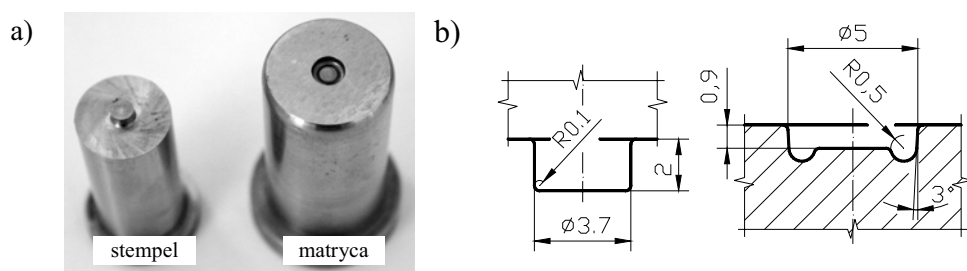 a)
stempel
matryca
b)
R0.1
2
ø3.7
ø5
0,9
R0,5
3°